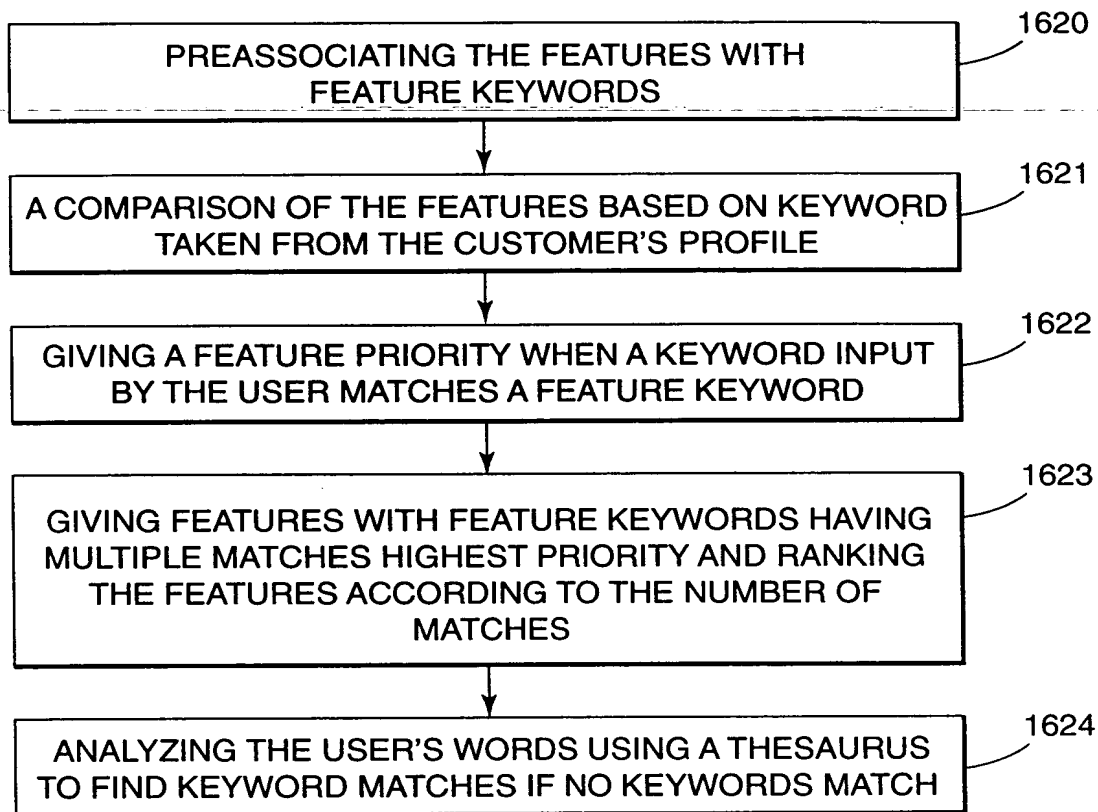 1620
PREASSOCIATING THE FEATURES WITH
FEATURE KEYWORDS
1621
A COMPARISON OF THE FEATURES BASED ON KEYWORD
TAKEN FROM THE CUSTOMER'S PROFILE
1622
GIVING A FEATURE PRIORITY WHEN A KEYWORD INPUT
BY THE USER MATCHES A FEATURE KEYWORD
1623
GIVING FEATURES WITH FEATURE KEYWORDS HAVING
MULTIPLE MATCHES HIGHEST PRIORITY AND RANKING
THE FEATURES ACCORDING TO THE NUMBER OF
MATCHES
1624
ANALYZING THE USER'S WORDS USING A THESAURUS
TO FIND KEYWORD MATCHES IF NO KEYWORDS MATCH